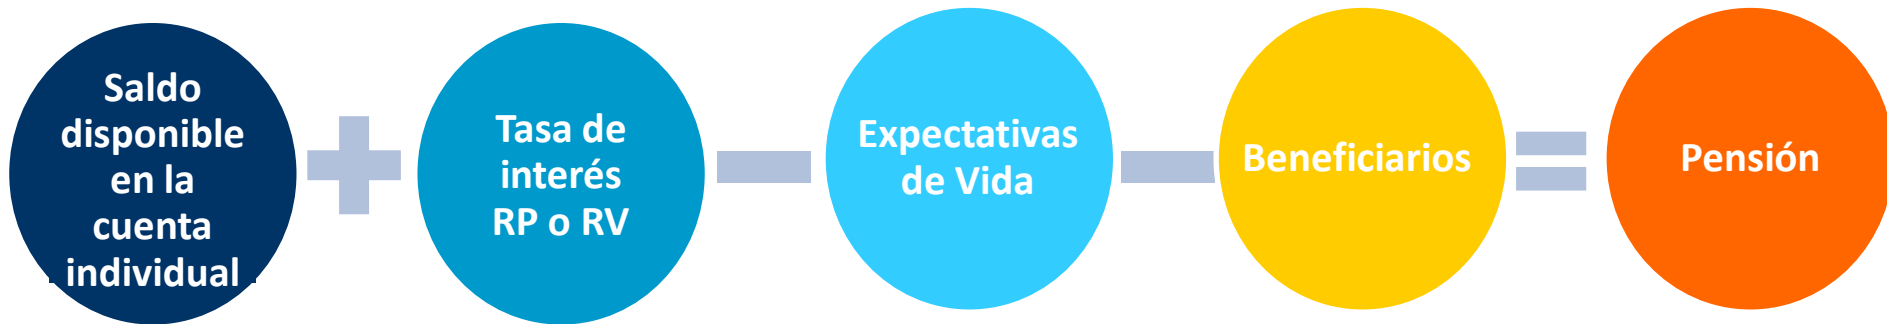 Saldo
disponible
en la
cuenta
individual
Tasa de
interés
RP o RV
Expectativas
de Vida
Beneficiarios
Pensión